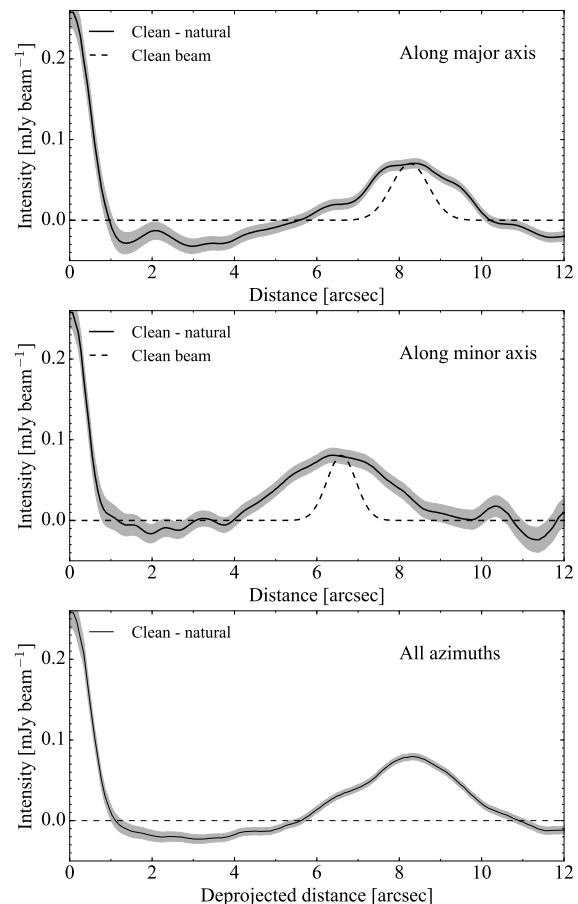 Clean - natural
Clean beam
Along major axis
Intensity [mJy beam⁻¹]
0.2
0.1
0.0
0 2 4 6 8 10 12
Distance [arcsec]
Clean - natural
Clean beam
Along minor axis
Intensity [mJy beam⁻¹]
0.2
0.1
0.0
0 2 4 6 8 10 12
Distance [arcsec]
Clean - natural
All azimuths
Intensity [mJy beam⁻¹]
0.2
0.1
0.0
0 2 4 6 8 10 12
Deprojected distance [arcsec]